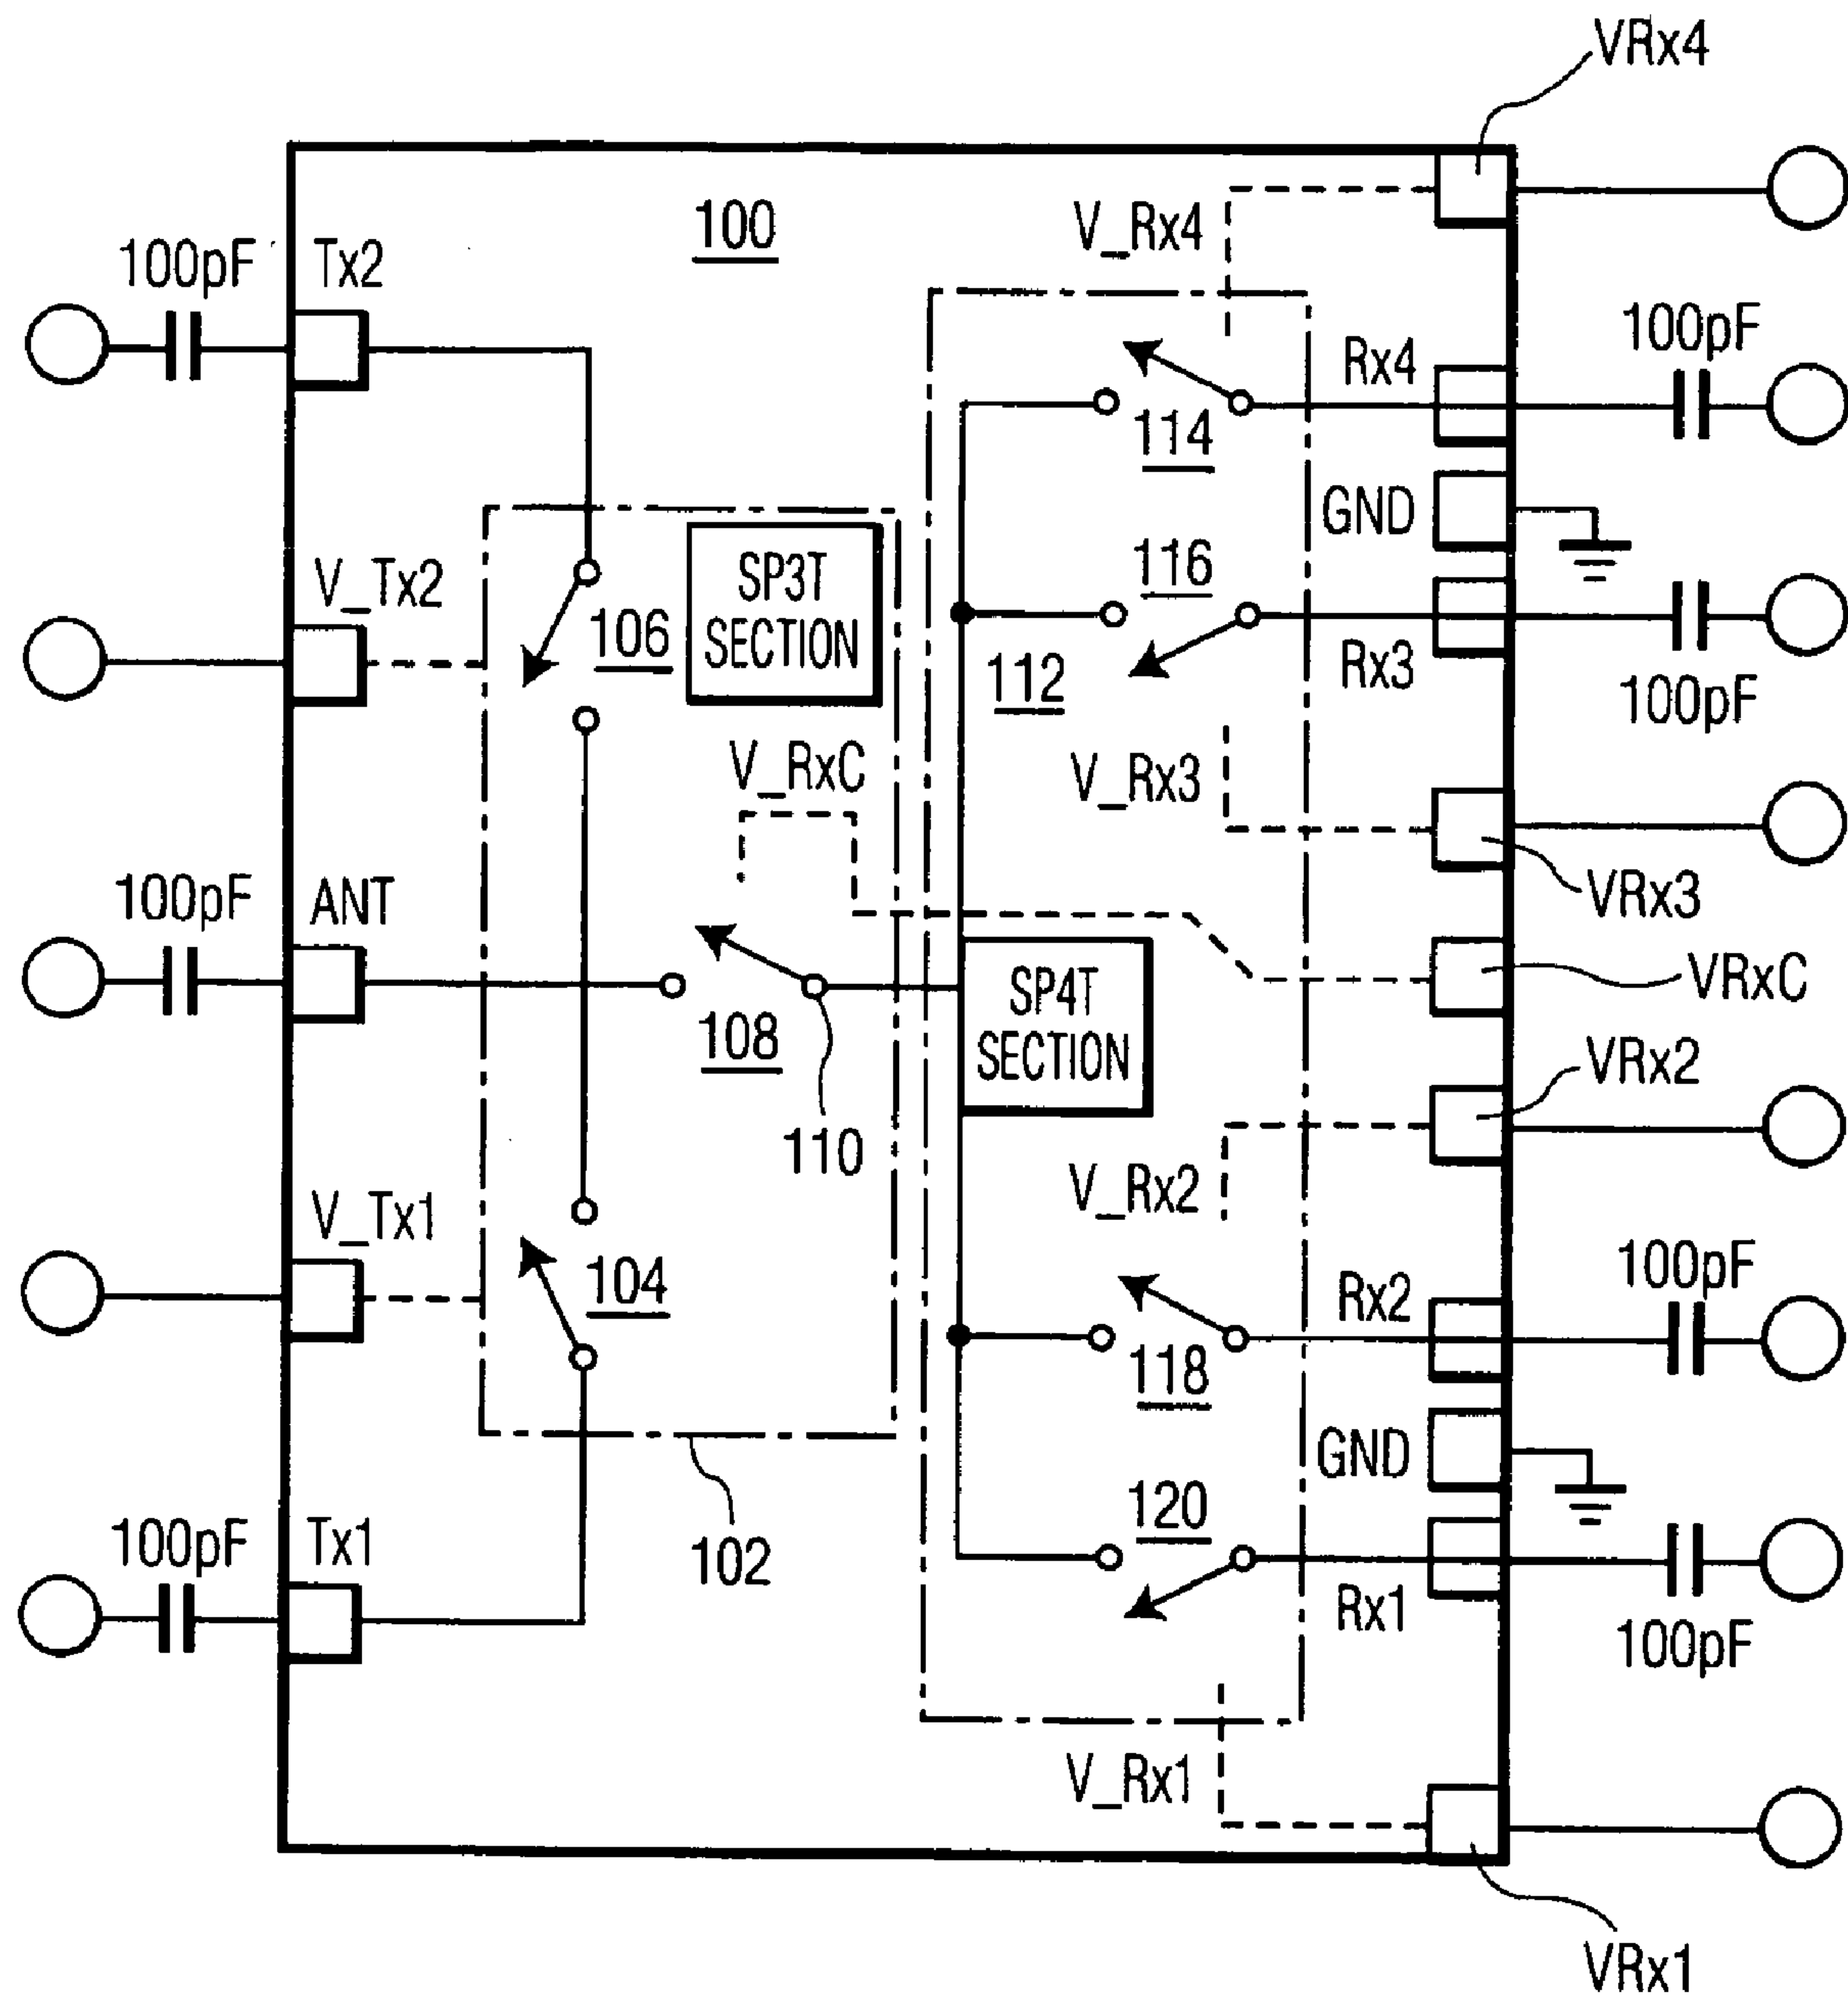 VRx4
100
V_Rx4
100pF
Tx2
100pF
Rx4
114
GND
SP3T
SECTION
116
V_Tx2
106
112
Rx3
100pF
V_RxC
V_Rx3
100pF
ANT
VRx3
SP4T
SECTION
VRxC
108
VRx2
110
V_Rx2
V_Tx1
100pF
104
Rx2
118
GND
120
100pF
Tx1
102
Rx1
100pF
V_Rx1
VRx1